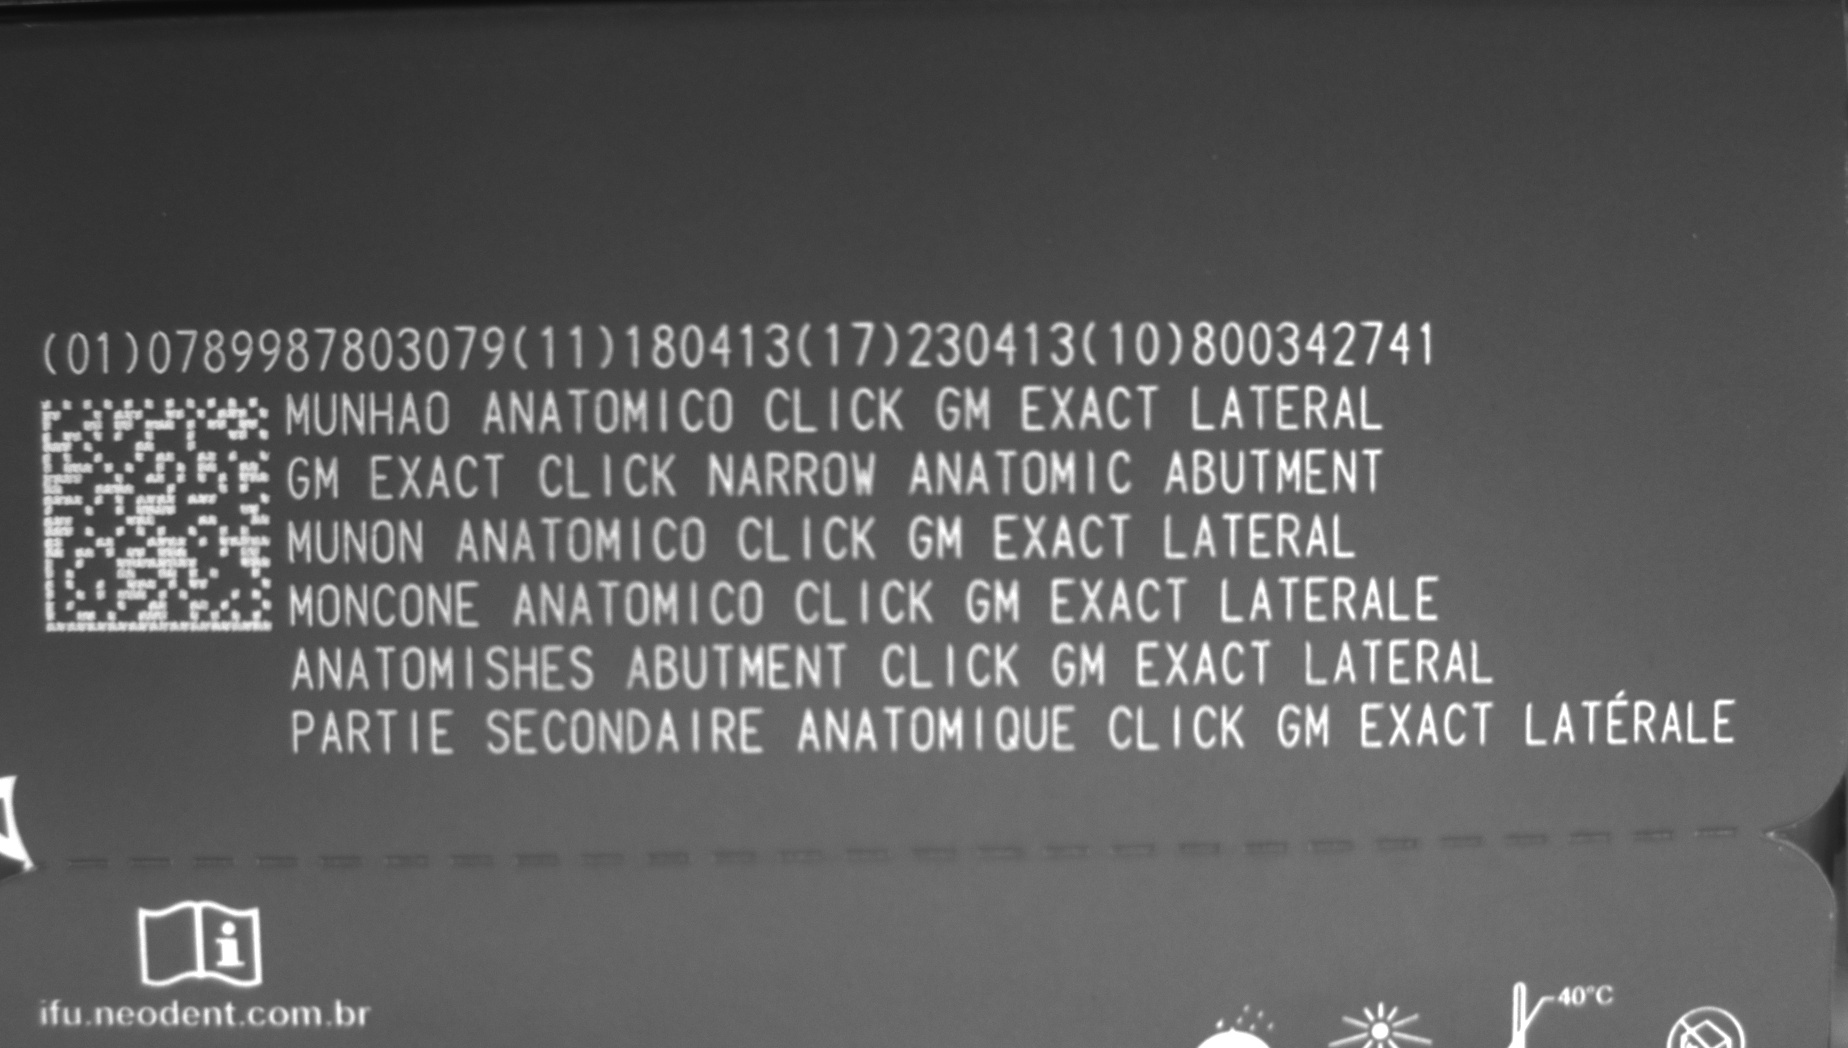 (01)0789987803079(11)180413(17)230413(10)800342741
MUNHAO ANATOMICO CLICK GM EXACT LATERAL
GM EXACT CLICK NARROW ANATOMIC ABUTMENT
MUNON ANATOMICO CLICK GM EXACT LATERAL
MONCONE ANATOMICO CLICK GM EXACT LATERALE
ANATOMISHES ABUTMENT CLICK GM EXACT LATERAL
PARTIE SECONDAIRE ANATOMIQUE CLICK GM EXACT LATÉRALE
i
ifu.neodent.com.br
40°C